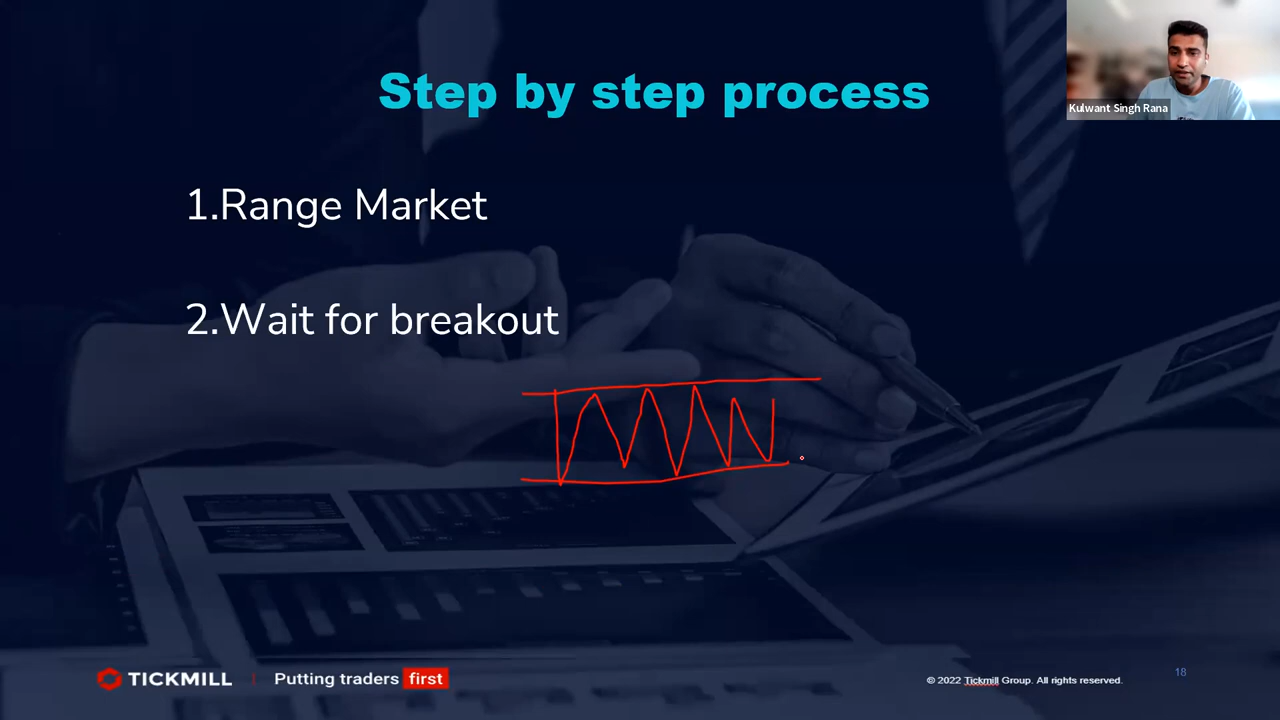 Step by step process
Kulwant Singh Rana
1.Range Market
2.Wait for breakout
TICKMILL | Putting traders first
© 2022 Tickmill Group. All rights reserved.
18